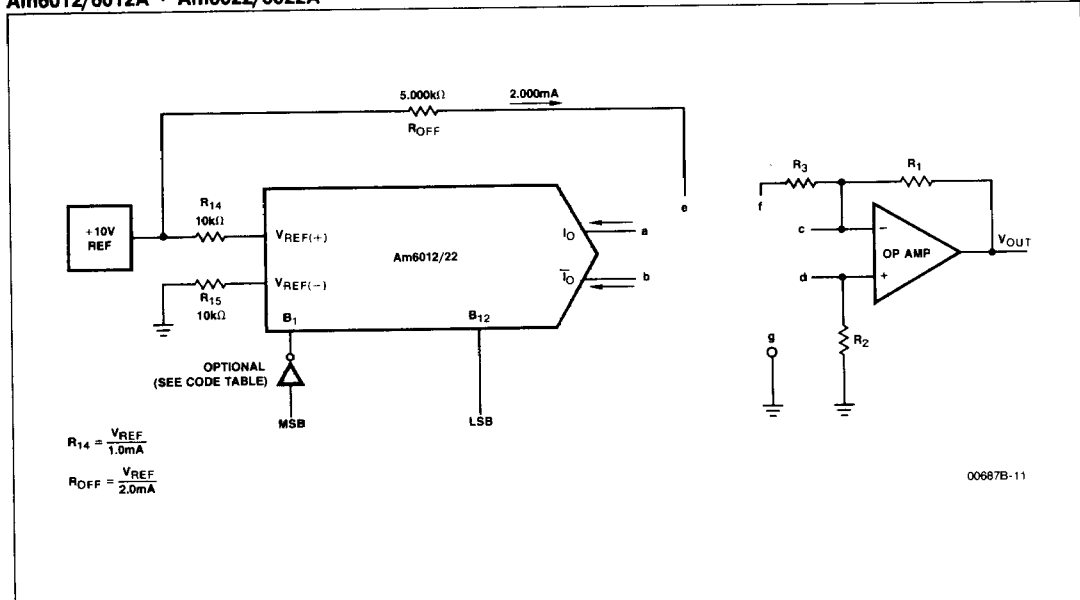 Am6012/6012A • Am6022/6022A
5.000kΩ
2.000mA
ROFF
R14
10kΩ
+10V
REF
VREF(+)
Am6012/22
VREF(−)
R15
10kΩ
B1
B12
IO
a
I̅O
b
e
OPTIONAL
(SEE CODE TABLE)
MSB
LSB
R3
R1
f
c
−
OP AMP
VOUT
d
+
g
R2
R14 = VREF
1.0mA
ROFF = VREF
2.0mA
00687B-11